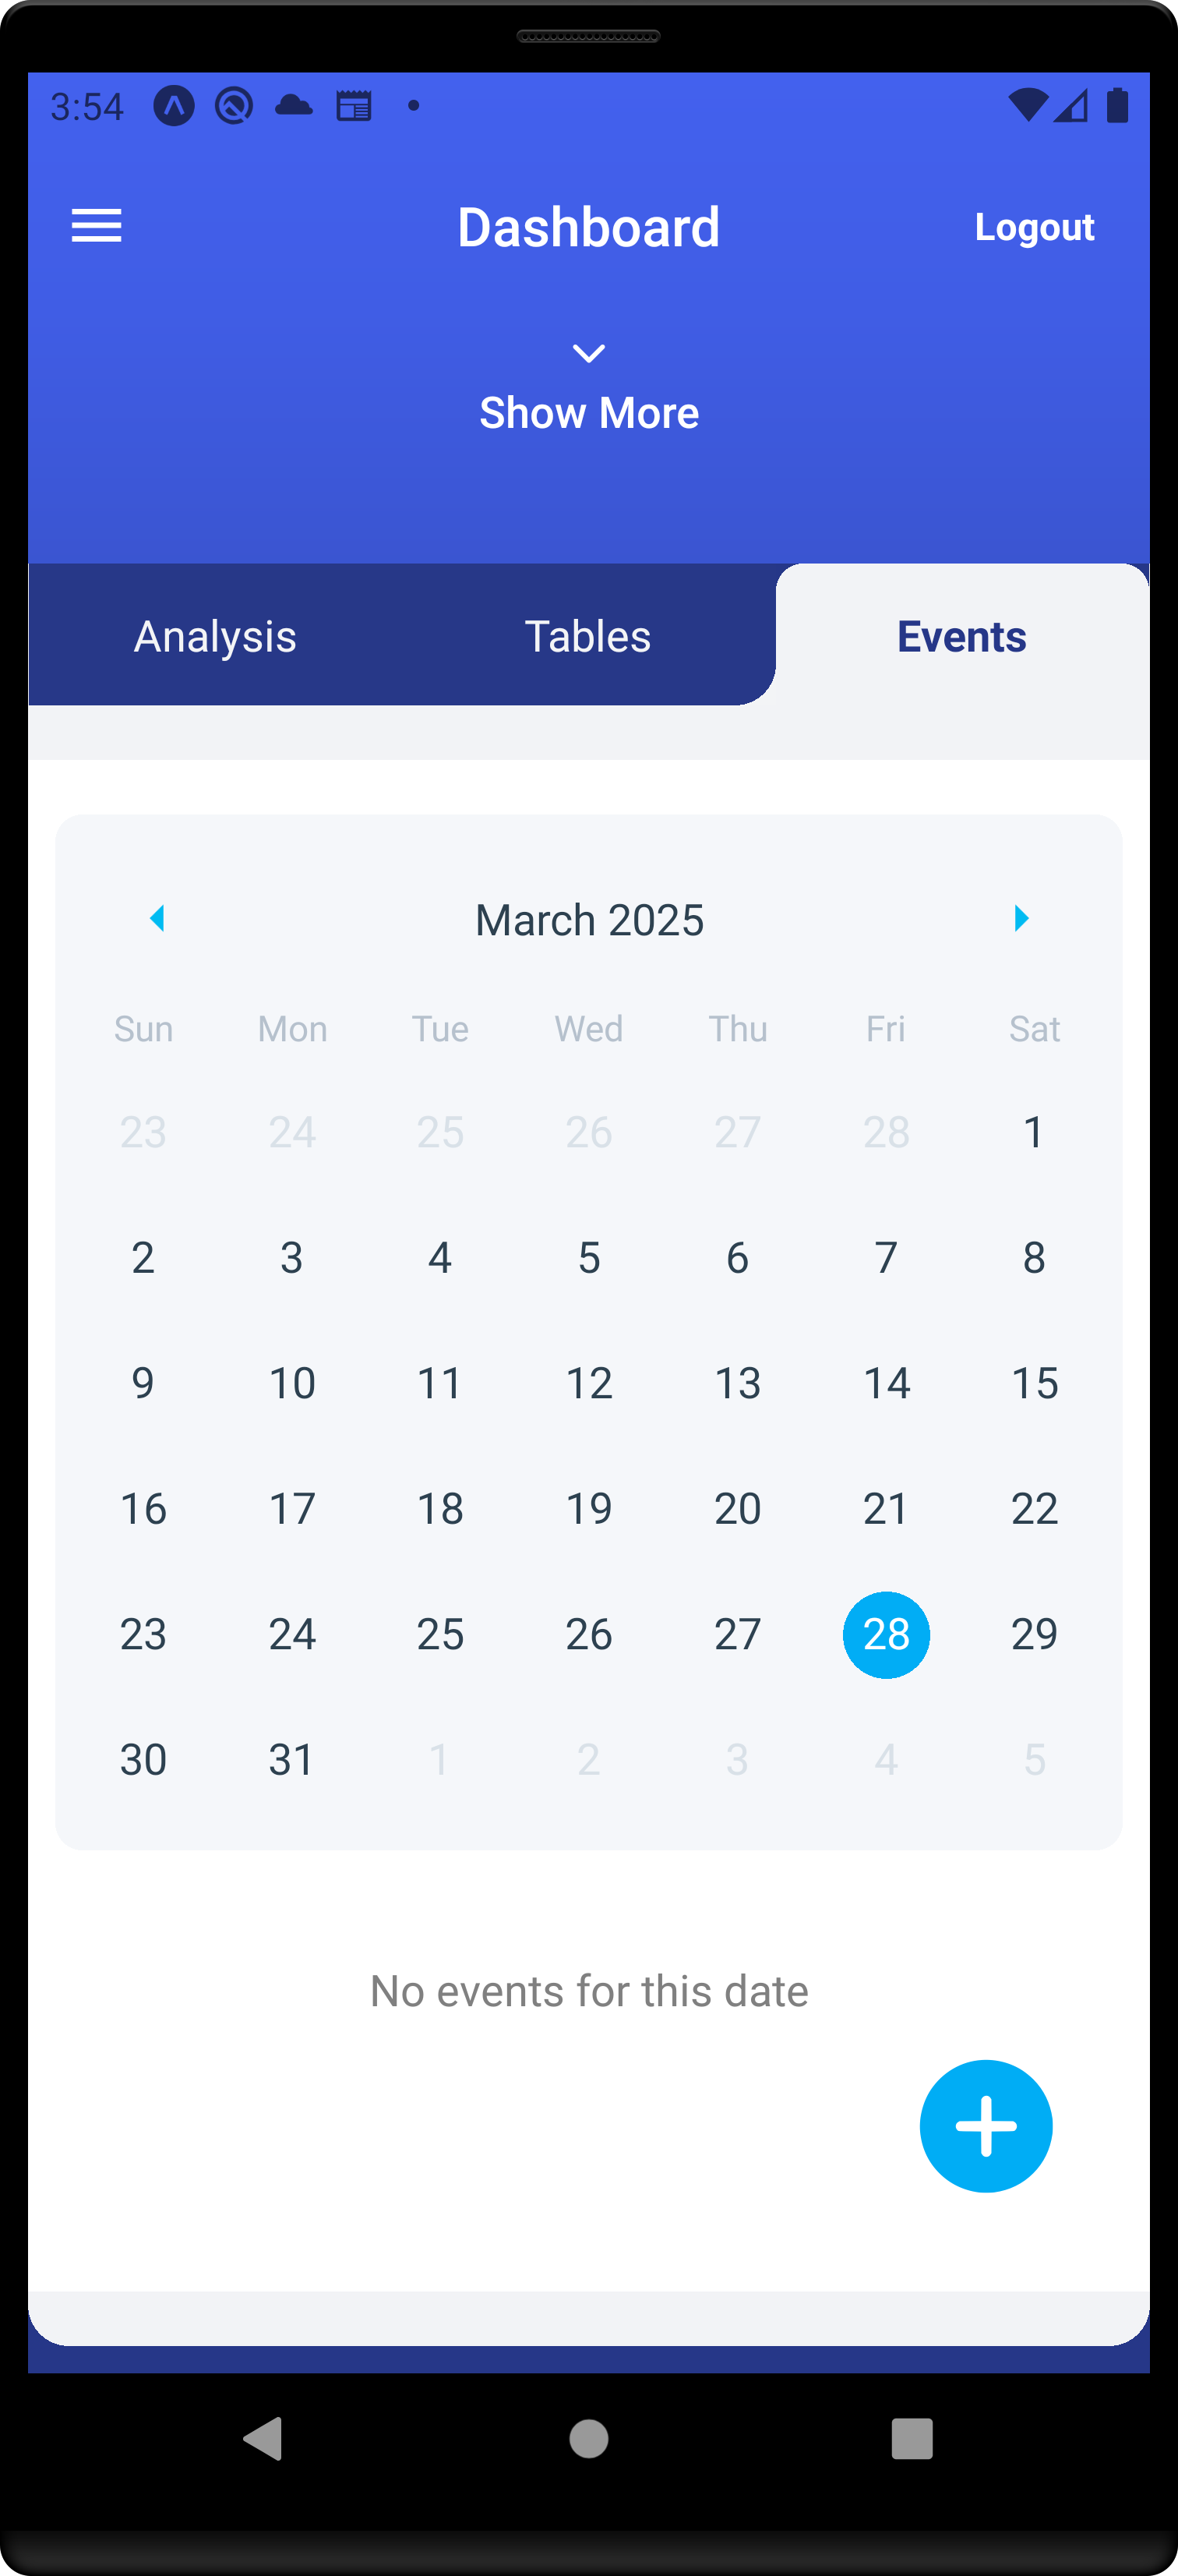 3:54
Dashboard Logout
Show More
Analysis Tables Events
March 2025
Sun Mon Tue Wed Thu Fri Sat
23 24 25 26 27 28 1
2 3 4 5 6 7 8
9 10 11 12 13 14 15
16 17 18 19 20 21 22
23 24 25 26 27 28 29
30 31 1 2 3 4 5
No events for this date